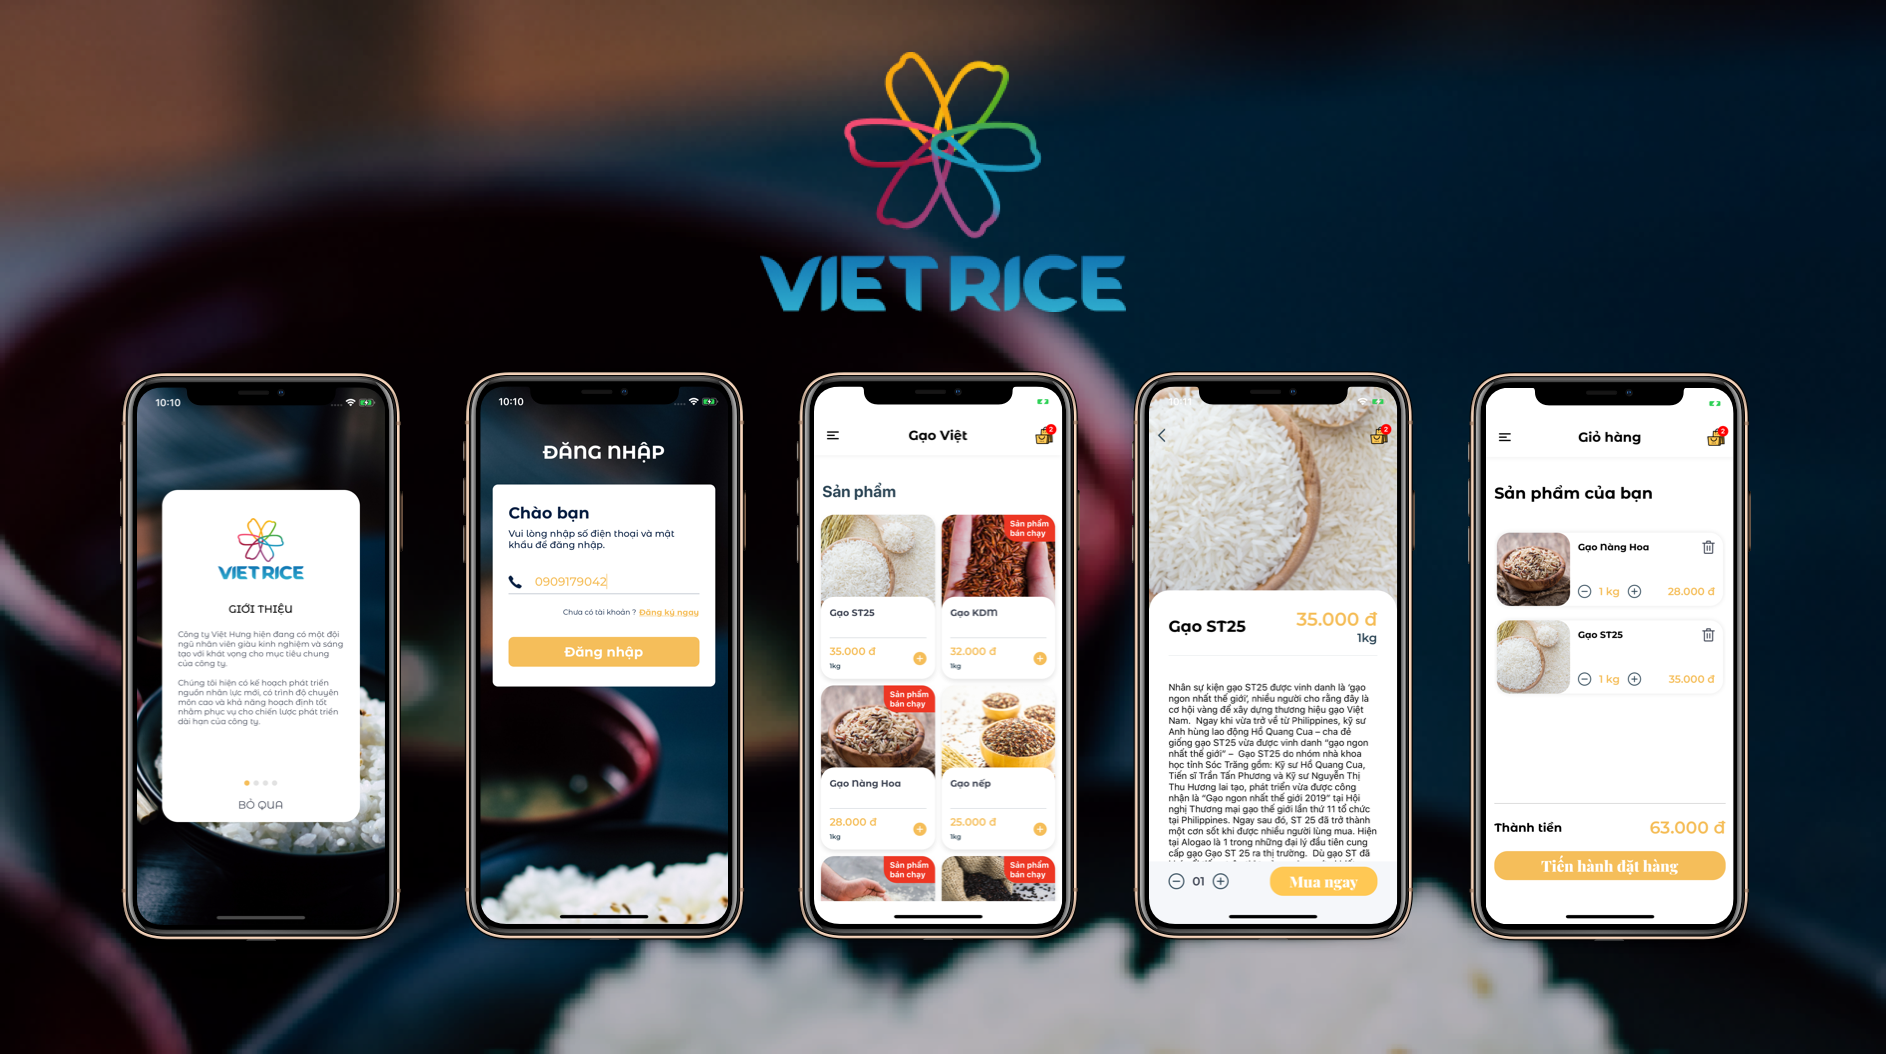 VIET RICE
10:10
VIET RICE
GIỚI THIỆU
Công ty Việt Hưng hiện đang có một đội
ngũ nhân viên giàu kinh nghiệm và sáng
tạo với khát vọng cho mục tiêu chung
của công ty.
Chúng tôi hiện có kế hoạch phát triển
nguồn nhân lực mới, có trình độ chuyên
môn cao và khả năng hoạch định tốt
nhằm phục vụ cho chiến lược phát triển
dài hạn của công ty.
BỎ QUA
10:10
ĐĂNG NHẬP
Chào bạn
Vui lòng nhập số điện thoại và mật
khẩu để đăng nhập.
0909179042
Chưa có tài khoản ? Đăng ký ngay
Đăng nhập
Gạo Việt
2
Sản phẩm
Sản phẩm
bán chạy
Gạo ST25
Gạo KDM
35.000 đ
32.000 đ
1kg
1kg
Sản phẩm
bán chạy
Gạo Nàng Hoa
Gạo nếp
28.000 đ
25.000 đ
1kg
1kg
Sản phẩm
bán chạy
Sản phẩm
bán chạy
2
Gạo ST25
35.000 đ
1kg
Nhân sự kiện gạo ST25 được vinh danh là ‘gạo
ngon nhất thế giới’, nhiều người cho rằng đây là
cơ hội vàng để xây dựng thương hiệu gạo Việt
Nam. Ngay khi vừa trở về từ Philippines, kỹ sư
Anh hùng lao động Hồ Quang Cua – cha đẻ
giống gạo ST25 vừa được vinh danh “gạo ngon
nhất thế giới” – Gạo ST25 do nhóm nhà khoa
học tỉnh Sóc Trăng gồm: Kỹ sư Hồ Quang Cua,
Tiến sĩ Trần Tấn Phương và Kỹ sư Nguyễn Thị
Thu Hương lai tạo, phát triển vừa được công
nhận là “Gạo ngon nhất thế giới 2019” tại Hội
nghị Thương mại gạo thế giới lần thứ 11 tổ chức
tại Philippines. Ngay sau đó, ST 25 đã trở thành
một cơn sốt khi được nhiều người lùng mua. Hiện
tại Alogao là 1 trong những đại lý đầu tiên cung
cấp gạo Gạo ST 25 ra thị trường. Dù gạo ST đã
01
Mua ngay
Giỏ hàng
2
Sản phẩm của bạn
Gạo Nàng Hoa
1 kg
28.000 đ
Gạo ST25
1 kg
35.000 đ
Thành tiền
63.000 đ
Tiến hành đặt hàng